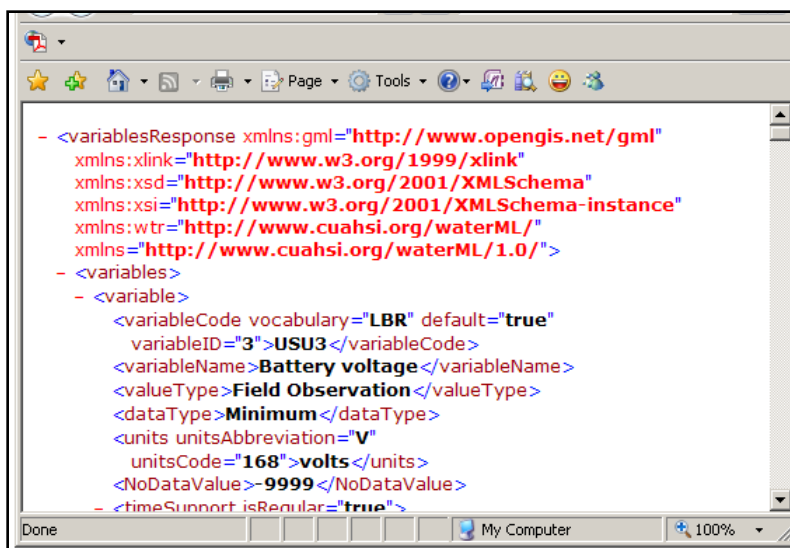 Page
Tools
- <variablesResponse xmlns:gml="http://www.opengis.net/gml"
xmlns:xlink="http://www.w3.org/1999/xlink"
xmlns:xsd="http://www.w3.org/2001/XMLSchema"
xmlns:xsi="http://www.w3.org/2001/XMLSchema-instance"
xmlns:wtr="http://www.cuahsi.org/waterML/"
xmlns="http://www.cuahsi.org/waterML/1.0/">
- <variables>
- <variable>
<variableCode vocabulary="LBR" default="true"
variableID="3">USU3</variableCode>
<variableName>Battery voltage</variableName>
<valueType>Field Observation</valueType>
<dataType>Minimum</dataType>
<units unitsAbbreviation="V"
unitsCode="168">volts</units>
<NoDataValue>-9999</NoDataValue>
- <timeSupport isRegular="true">
Done
My Computer
100%